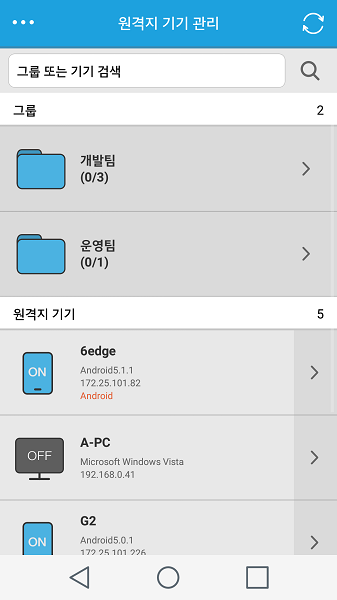 원격지 기기 관리
그룹 또는 기기 검색
그룹 2
개발팀
(0/3)
운영팀
(0/1)
원격지 기기 5
6edge
ON
Android5.1.1
172.25.101.82
Android
A-PC
OFF
Microsoft Windows Vista
192.168.0.41
G2
ON
Android5.0.1
172.25.101.226